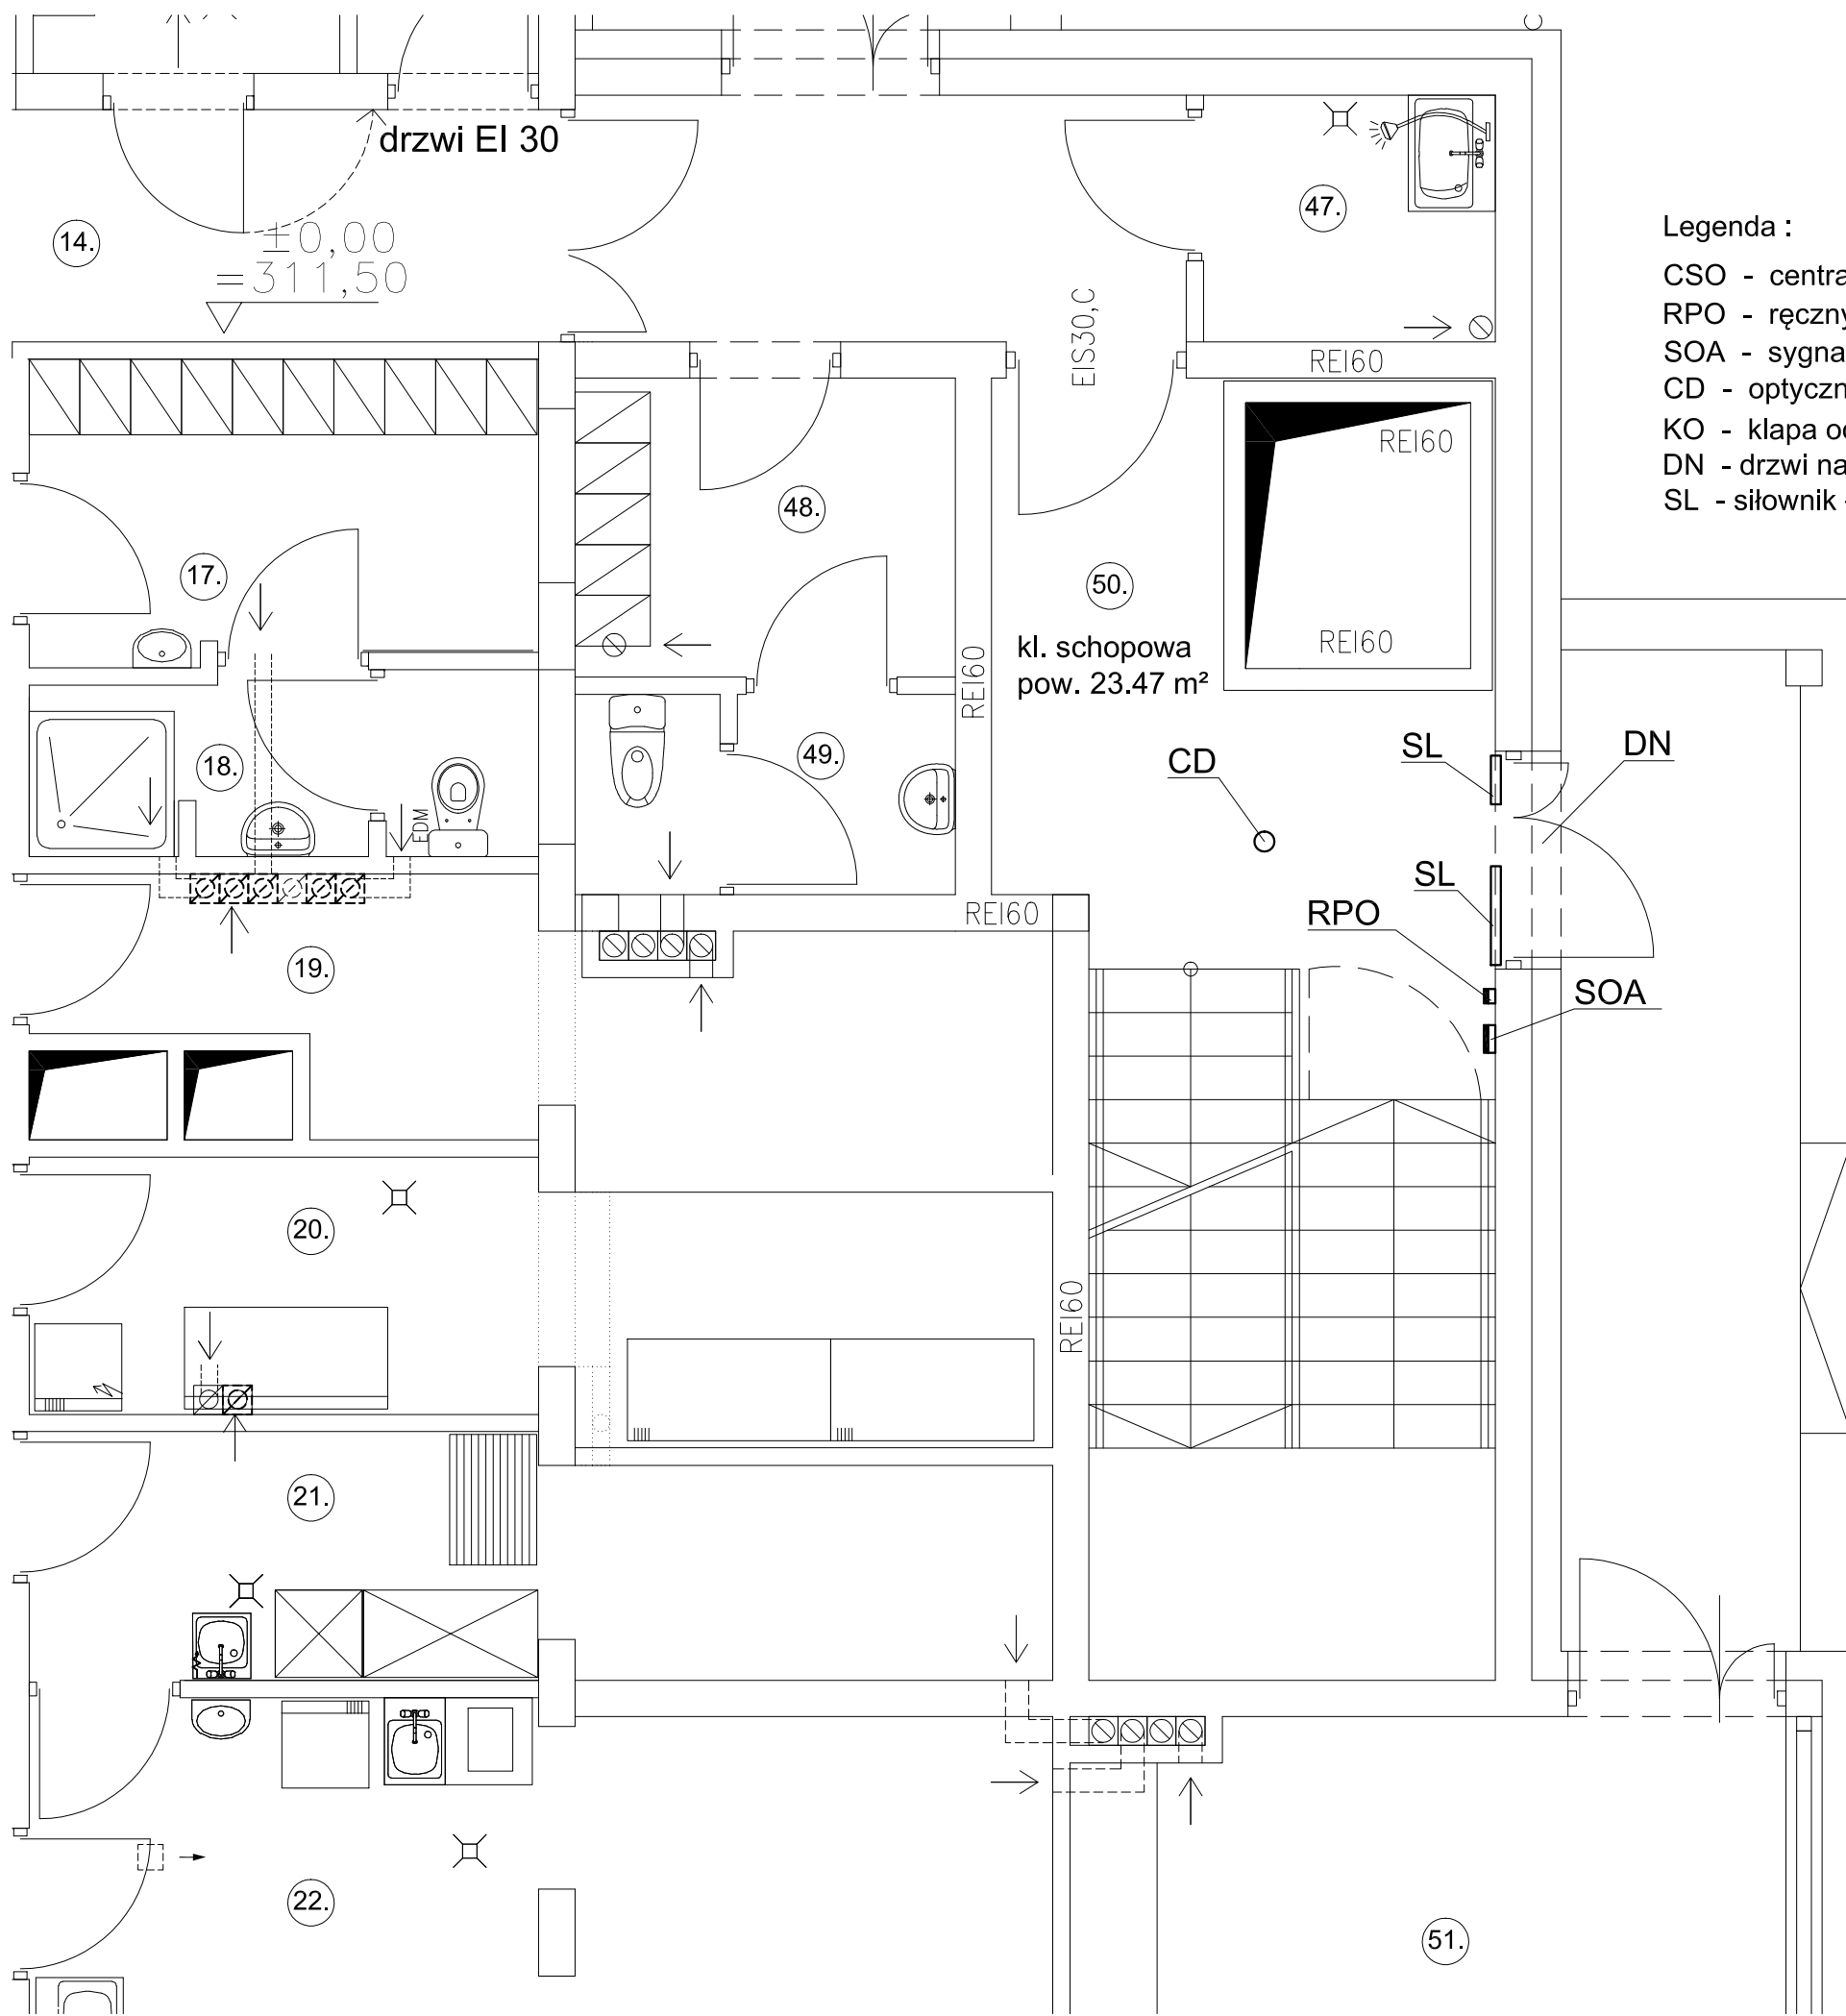 drzwi EI 30
14.
±0,00
=311,50
47.
Legenda :
CSO - centra
RPO - ręczny
SOA - sygna
CD - optyczn
KO - klapa
DN - drzwi na
SL - siłownik -
EIS30,C
REI60
REI60
REI60
48.
17.
50.
kl. schopowa
pow. 23.47 m²
REI60
18.
49.
EDM
CD
SL
DN
SL
RPO
REI60
SOA
19.
20.
REI60
21.
22.
51.